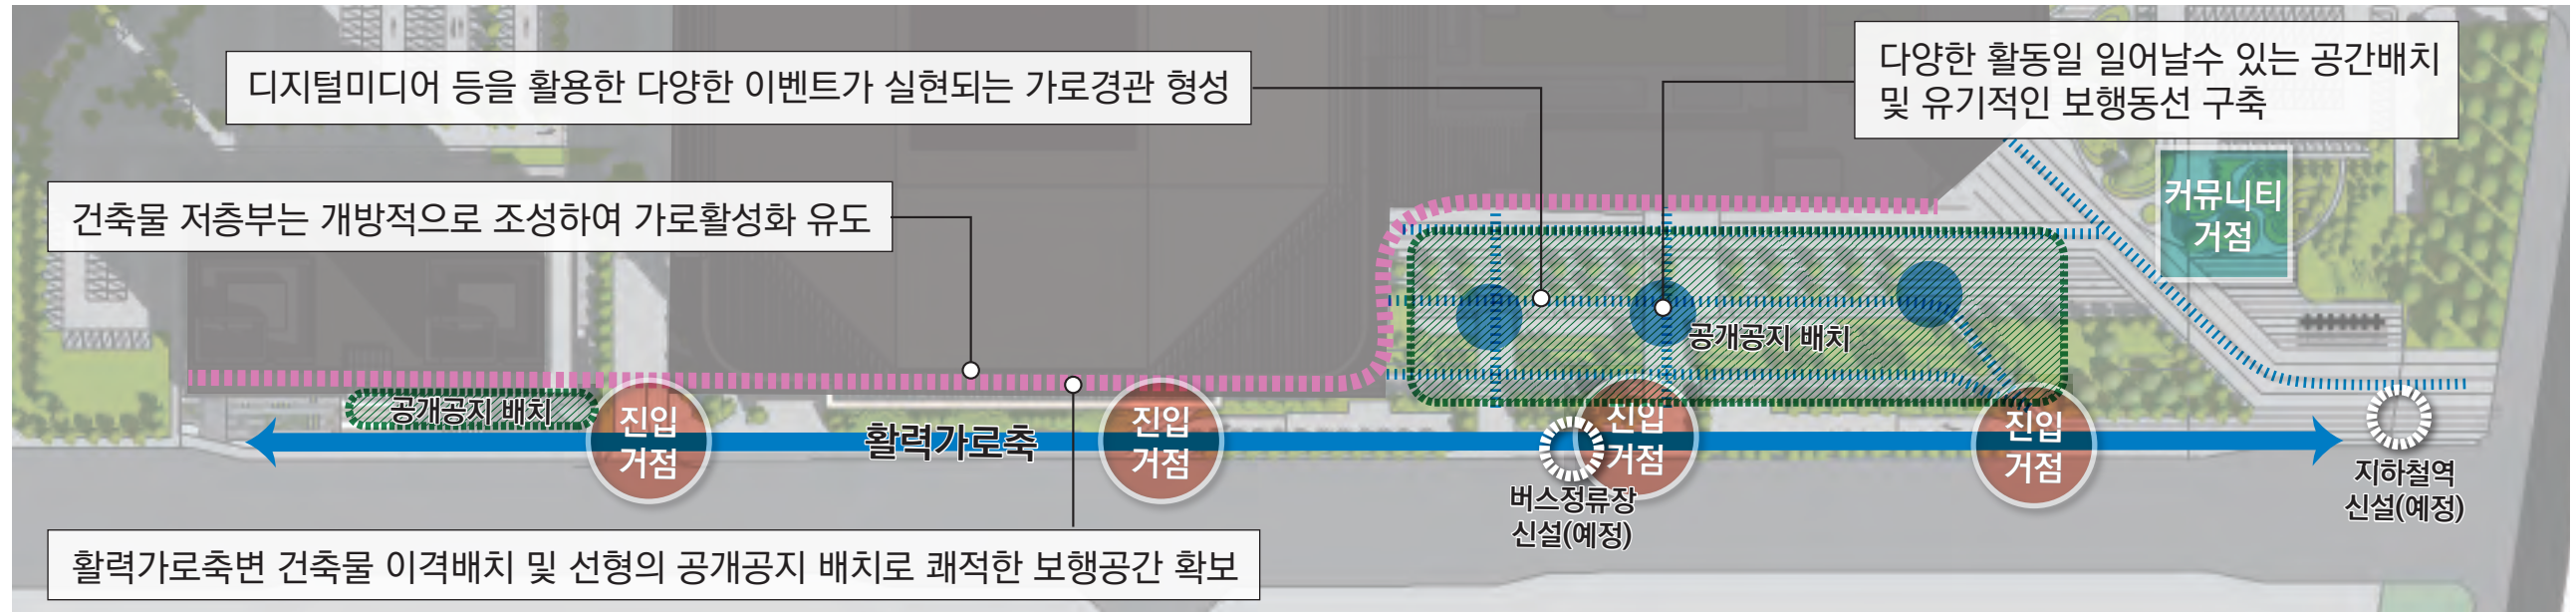 디지털미디어 등을 활용한 다양한 이벤트가 실현되는 가로경관 형성
다양한 활동일 일어날수 있는 공간배치
및 유기적인 보행동선 구축
건축물 저층부는 개방적으로 조성하여 가로활성화 유도
커뮤니티
거점
공개공지 배치
공개공지 배치
진입
거점
활력가로축
진입
거점
진입
거점
진입
거점
버스정류장
신설(예정)
지하철역
신설(예정)
활력가로축변 건축물 이격배치 및 선형의 공개공지 배치로 쾌적한 보행공간 확보